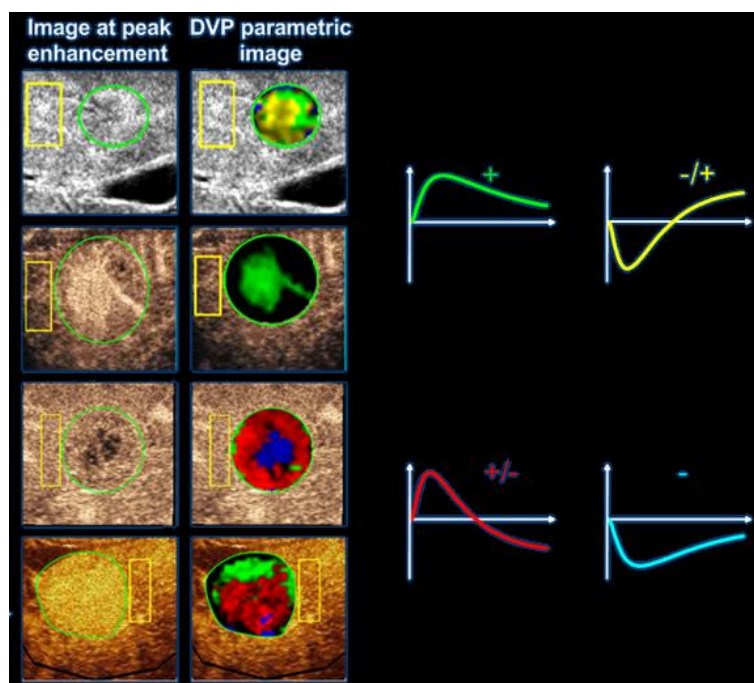 Image at peak
enhancement
DVP parametric
image
+
-/+
+/-
-